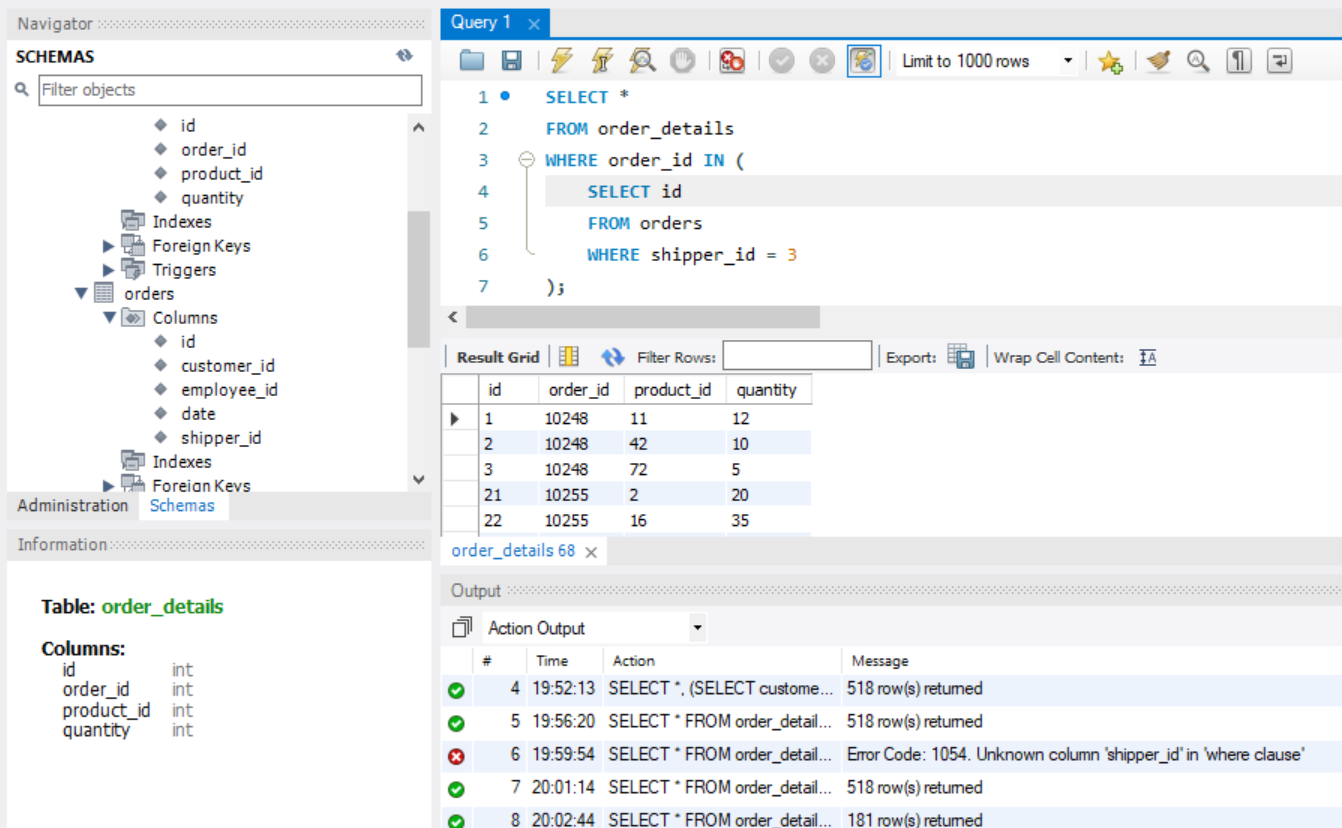 Navigator
SCHEMAS
Filter objects
id
order_id
product_id
quantity
Indexes
Foreign Keys
Triggers
orders
Columns
id
customer_id
employee_id
date
shipper_id
Indexes
Foreign Keys
Administration Schemas
Information
Table: order_details
Columns:
id int
order_id int
product_id int
quantity int
Query 1
Limit to 1000 rows
1 SELECT *
2 FROM order_details
3 WHERE order_id IN (
4 SELECT id
5 FROM orders
6 WHERE shipper_id = 3
7 );
Result Grid Filter Rows: Export: Wrap Cell Content:
id order_id product_id quantity
1 10248 11 12
2 10248 42 10
3 10248 72 5
21 10255 2 20
22 10255 16 35
order_details 68
Output
Action Output
# Time Action Message
4 19:52:13 SELECT *, (SELECT custome... 518 row(s) returned
5 19:56:20 SELECT * FROM order_detail... 518 row(s) returned
6 19:59:54 SELECT * FROM order_detail... Error Code: 1054. Unknown column 'shipper_id' in 'where clause'
7 20:01:14 SELECT * FROM order_detail... 518 row(s) returned
8 20:02:44 SELECT * FROM order_detail... 181 row(s) returned